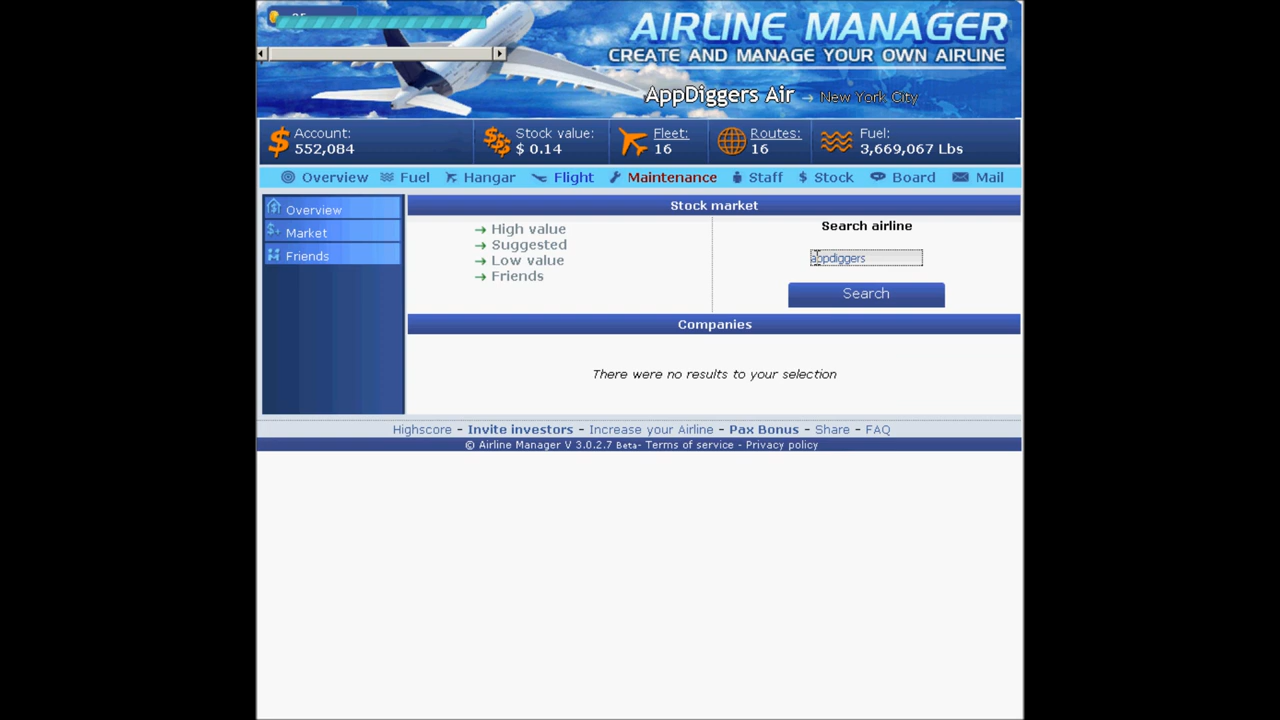 AIRLINE MANAGER
CREATE AND MANAGE YOUR OWN AIRLINE
AppDiggers Air → New York City
Account: Stock value: Fleet: Routes: Fuel:
552,084 $ 0.14 16 16 3,669,067 Lbs
Overview Fuel Hangar Flight Maintenance Staff Stock Board Mail
Overview
Market
Friends
Stock market
→ High value
→ Suggested
→ Low value
→ Friends
Search airline
appdiggers
Search
Companies
There were no results to your selection
Highscore - Invite investors - Increase your Airline - Pax Bonus - Share - FAQ
© Airline Manager V 3.0.2.7 Beta- Terms of service - Privacy policy